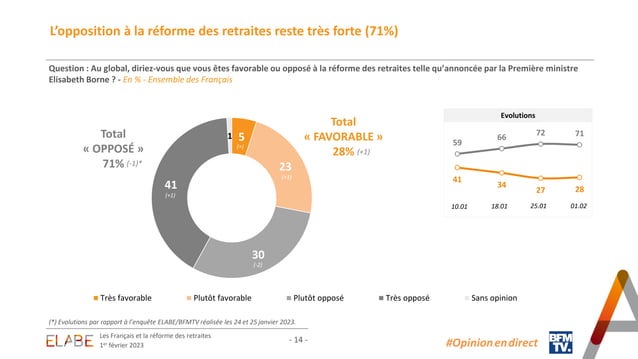 L’opposition à la réforme des retraites reste très forte (71%)
Question : Au global, diriez-vous que vous êtes favorable ou opposé à la réforme des retraites telle qu’annoncée par la Première ministre
Elisabeth Borne ? - En % - Ensemble des Français
Total
« OPPOSÉ »
71% (-1)*
1
5
(=)
23
(+1)
30
(-2)
41
(+1)
Total
« FAVORABLE »
28% (+1)
Evolutions
59
66
72
71
41
34
27
28
10.01
18.01
25.01
01.02
Très favorable
Plutôt favorable
Plutôt opposé
Très opposé
Sans opinion
(*) Evolutions par rapport à l’enquête ELABE/BFMTV réalisée les 24 et 25 janvier 2023.
ELABE
Les Français et la réforme des retraites
1er février 2023
- 14 -
#Opinion en direct
BFM
TV.